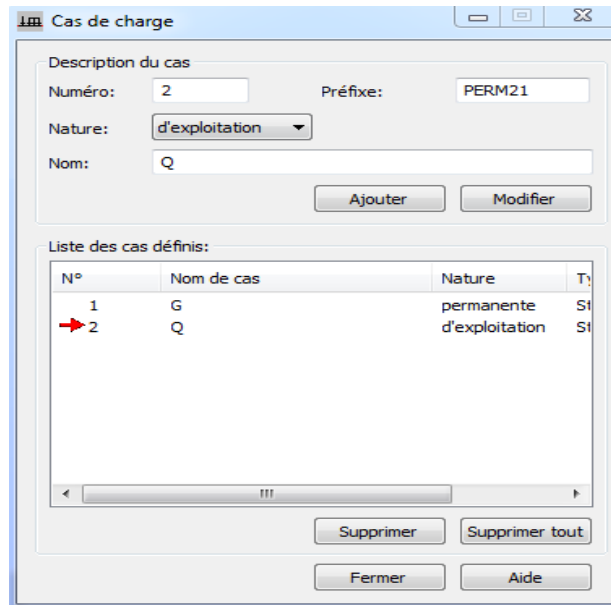 Cas de charge
Description du cas
Numéro: 2 Préfixe: PERM21
Nature: d'exploitation
Nom: Q
Ajouter Modifier
Liste des cas définis:
N° Nom de cas Nature
1 G permanente
2 Q d'exploitation
Supprimer Supprimer tout
Fermer Aide